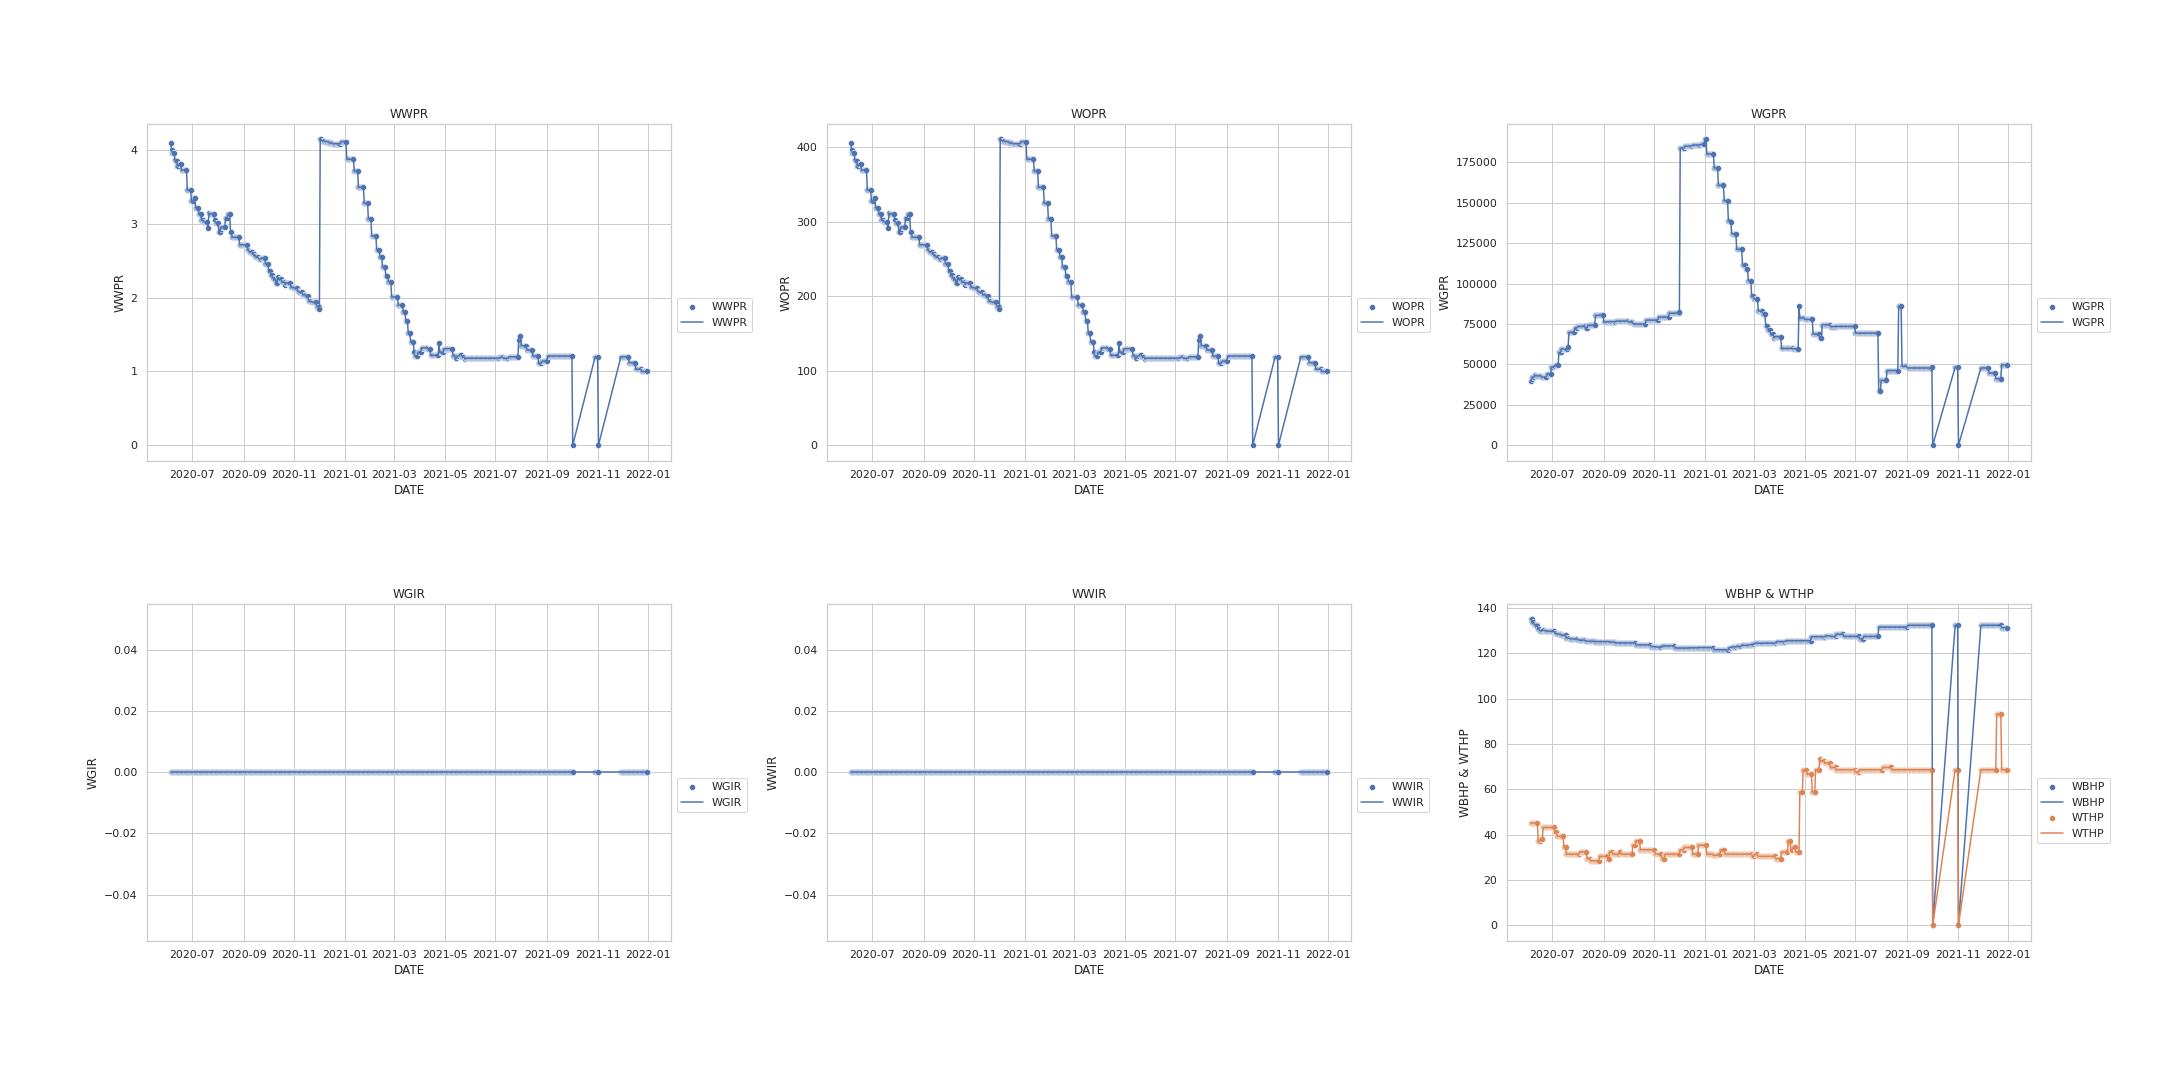 WWPR
WWPR
4
3
2
1
0
2020-07 2020-09 2020-11 2021-01 2021-03 2021-05 2021-07 2021-09 2021-11 2022-01
DATE
WWPR
WWPR
WOPR
WOPR
400
300
200
100
0
2020-07 2020-09 2020-11 2021-01 2021-03 2021-05 2021-07 2021-09 2021-11 2022-01
DATE
WOPR
WOPR
WGPR
WGPR
175000
150000
125000
100000
75000
50000
25000
0
2020-07 2020-09 2020-11 2021-01 2021-03 2021-05 2021-07 2021-09 2021-11 2022-01
DATE
WGPR
WGPR
WGIR
WGIR
0.04
0.02
0.00
−0.02
−0.04
2020-07 2020-09 2020-11 2021-01 2021-03 2021-05 2021-07 2021-09 2021-11 2022-01
DATE
WGIR
WGIR
WWIR
WWIR
0.04
0.02
0.00
−0.02
−0.04
2020-07 2020-09 2020-11 2021-01 2021-03 2021-05 2021-07 2021-09 2021-11 2022-01
DATE
WWIR
WWIR
WBHP & WTHP
WBHP & WTHP
140
120
100
80
60
40
20
0
2020-07 2020-09 2020-11 2021-01 2021-03 2021-05 2021-07 2021-09 2021-11 2022-01
DATE
WBHP
WBHP
WTHP
WTHP